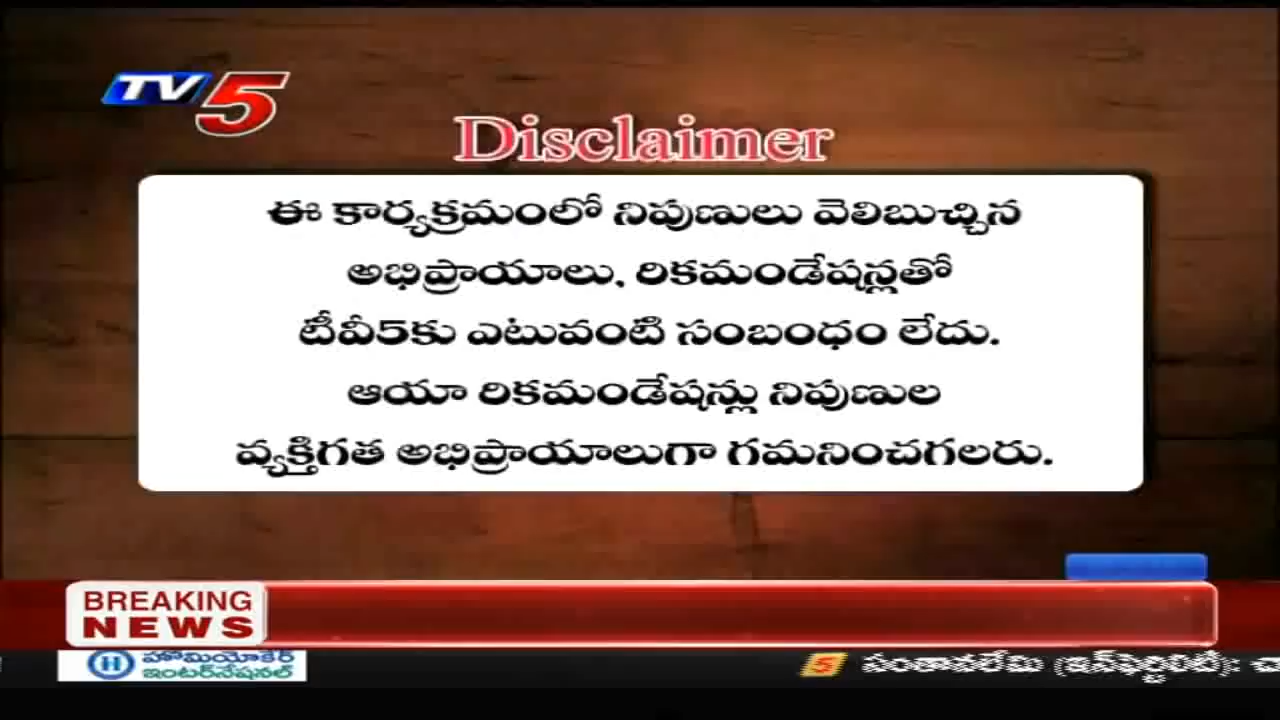 TV5
Disclaimer
ఈ కార్యక్రమంలో నిపుణులు వెలిబుచ్చిన
అభిప్రాయాలు, రికమండేషన్లతో
టీవీ5కు ఎటువంటి సంబంధం లేదు.
ఆయా రికమండేషన్లు నిపుణుల
వ్యక్తిగత అభిప్రాయాలుగా గమనించగలరు.
BREAKING
NEWS
హోమియోకేర్
ఇంటర్‌నేషనల్
5 సంతానలేమి (ఇన్‌ఫెర్టిలిటీ):